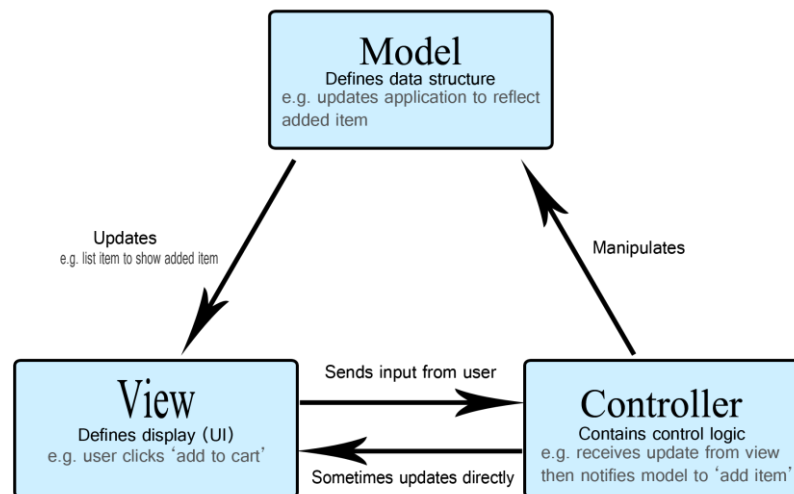 Model
Defines data structure
e.g. updates application to reflect
added item
Updates
e.g. list item to show added item
Manipulates
View
Defines display (UI)
e.g. user clicks ‘add to cart’
Sends input from user
Sometimes updates directly
Controller
Contains control logic
e.g. receives update from view
then notifies model to ‘add item’